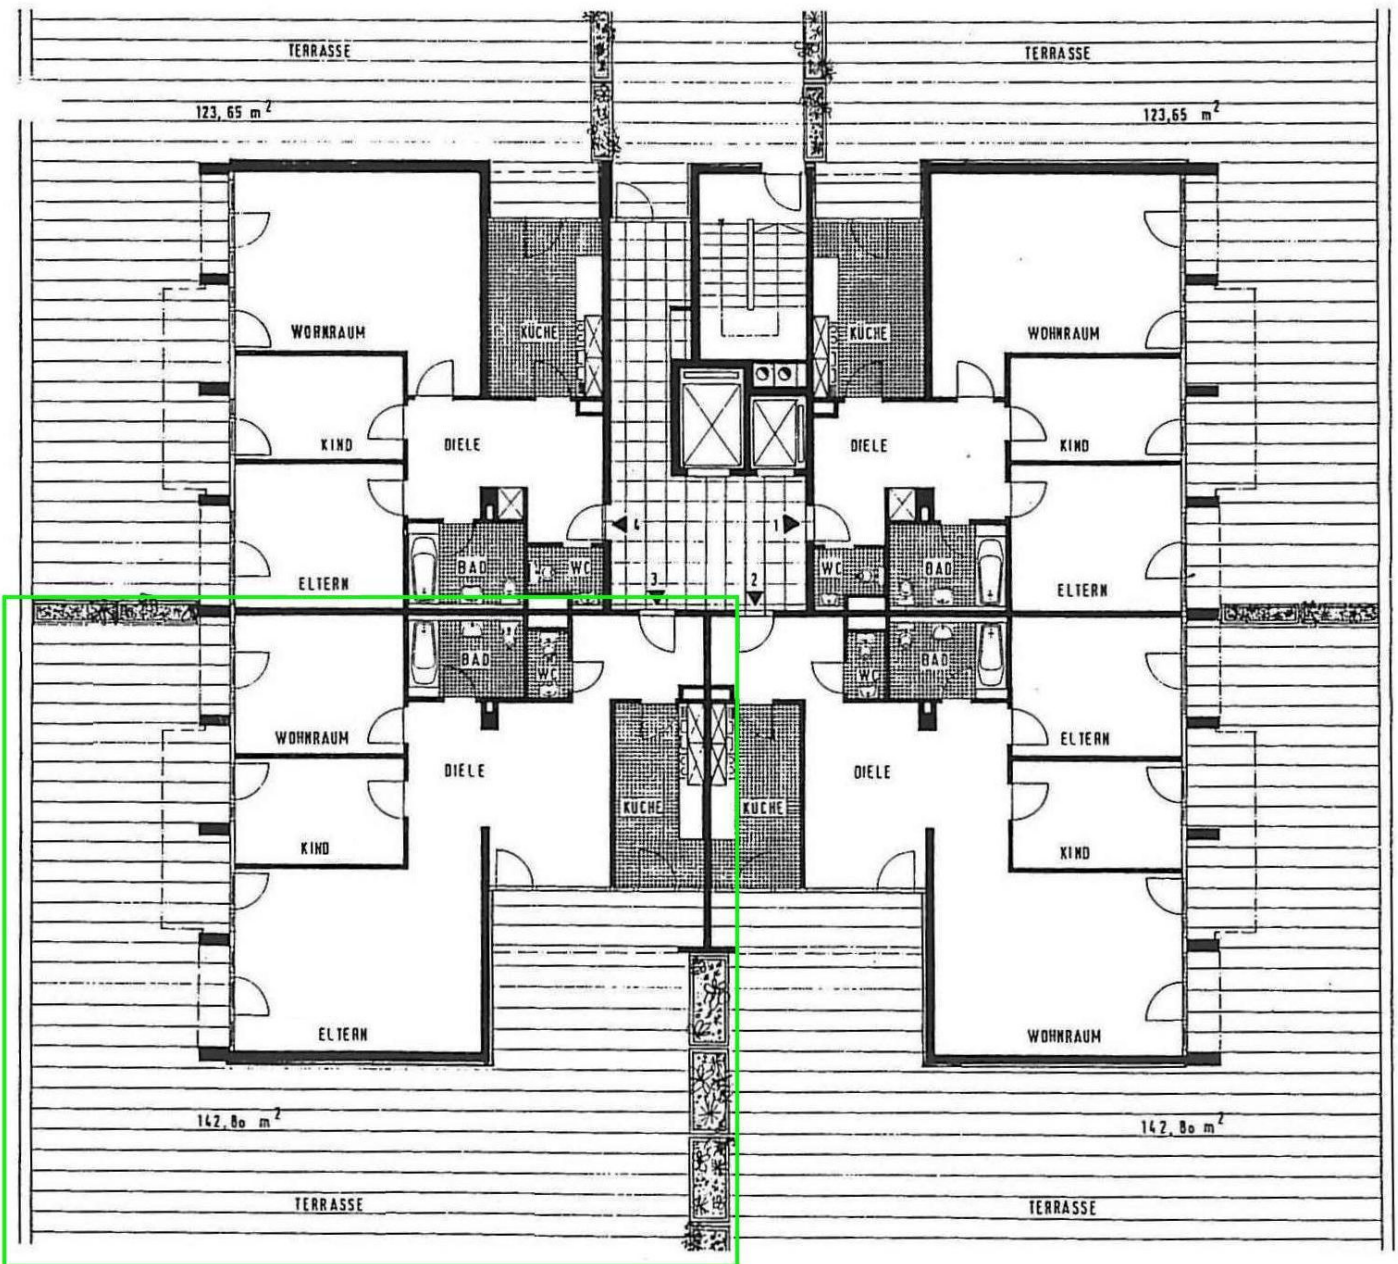 TERRASSE
TERRASSE
123,65 m²
123,65 m²
WOHNRAUM
KÜCHE
KÜCHE
WOHNRAUM
KIND
DIELE
DIELE
KIND
4
1
ELTERN
BAD
WC
3
2
WC
BAD
ELTERN
WOHNRAUM
BAD
WC
WC
BAD
ELTERN
DIELE
DIELE
KIND
KÜCHE
KÜCHE
KIND
ELTERN
WOHNRAUM
142,80 m²
142,80 m²
TERRASSE
TERRASSE